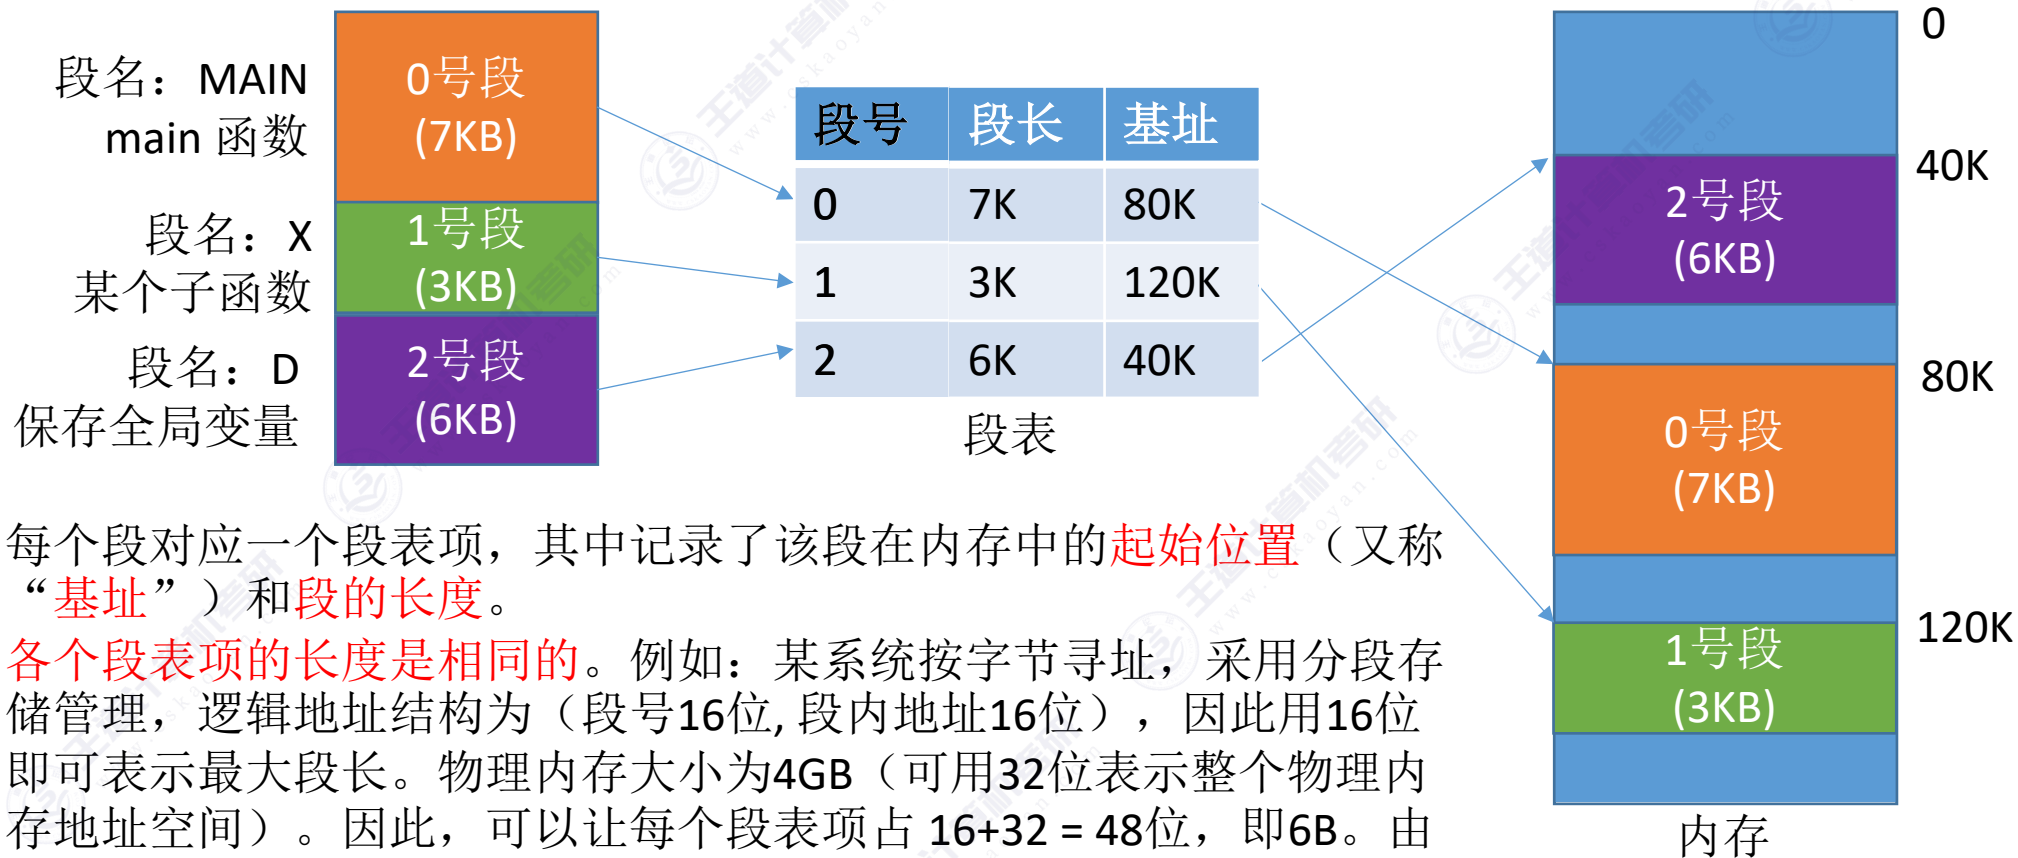 段名：MAIN
main 函数
段名：X
某个子函数
段名：D
保存全局变量
0号段
(7KB)
1号段
(3KB)
2号段
(6KB)
段号 段长 基址
0 7K 80K
1 3K 120K
2 6K 40K
段表
0
40K
2号段
(6KB)
80K
0号段
(7KB)
120K
1号段
(3KB)
内存
每个段对应一个段表项，其中记录了该段在内存中的起始位置（又称
“基址”）和段的长度。
各个段表项的长度是相同的。例如：某系统按字节寻址，采用分段存
储管理，逻辑地址结构为（段号16位, 段内地址16位），因此用16位
即可表示最大段长。物理内存大小为4GB（可用32位表示整个物理内
存地址空间）。因此，可以让每个段表项占 16+32 = 48位，即6B。由
王道计算机考研
www.cskaoyan.com